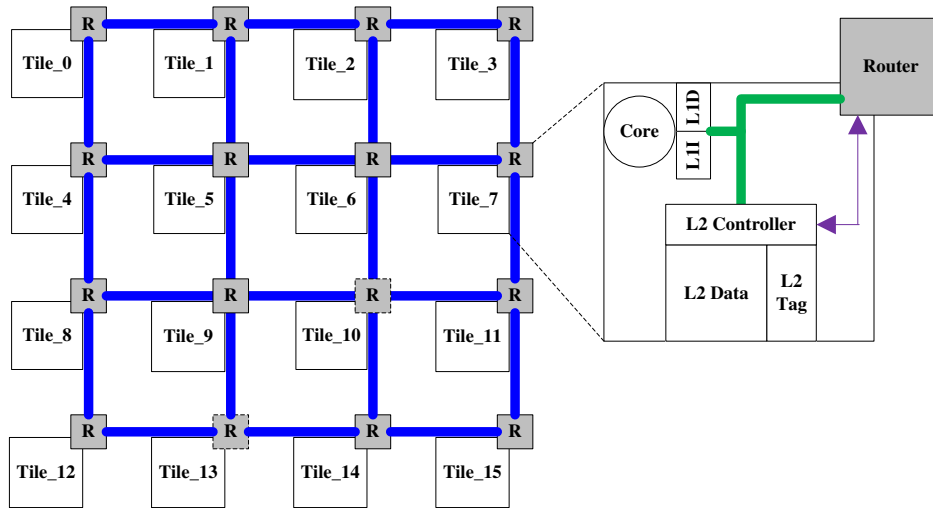 R R R R
Tile_0 Tile_1 Tile_2 Tile_3
R R R R
Tile_4 Tile_5 Tile_6 Tile_7
R R R R
Tile_8 Tile_9 Tile_10 Tile_11
R R R R
Tile_12 Tile_13 Tile_14 Tile_15
Router
Core
L1D
L1I
L2 Controller
L2 Data
L2
Tag